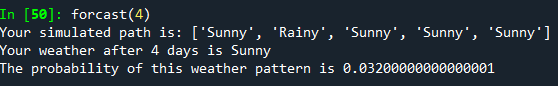 In [50]: forcast(4)
Your simulated path is: ['Sunny', 'Rainy', 'Sunny', 'Sunny', 'Sunny']
Your weather after 4 days is Sunny
The probability of this weather pattern is 0.03200000000000001